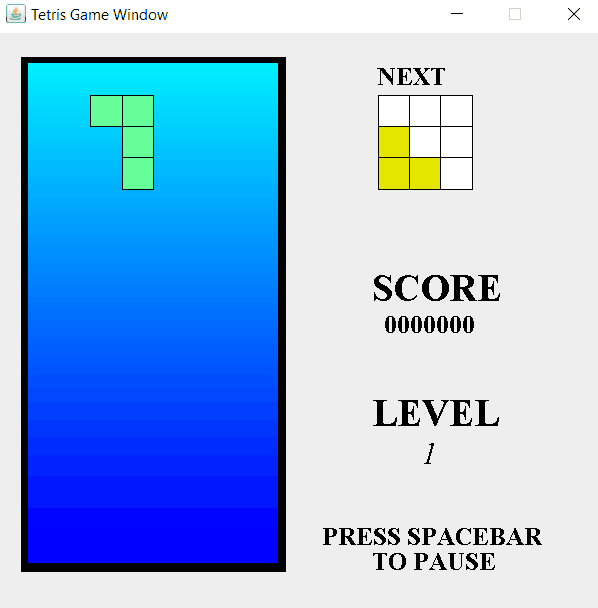 Tetris Game Window
NEXT
SCORE
0000000
LEVEL
1
PRESS SPACEBAR
TO PAUSE